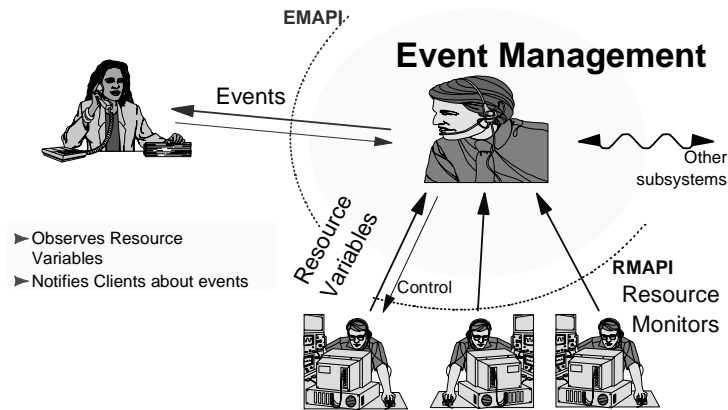 EMAPI
Event Management
Events
Other
subsystems
Resource
Variables
Observes Resource
Variables
Notifies Clients about events
Control
RMAPI
Resource
Monitors